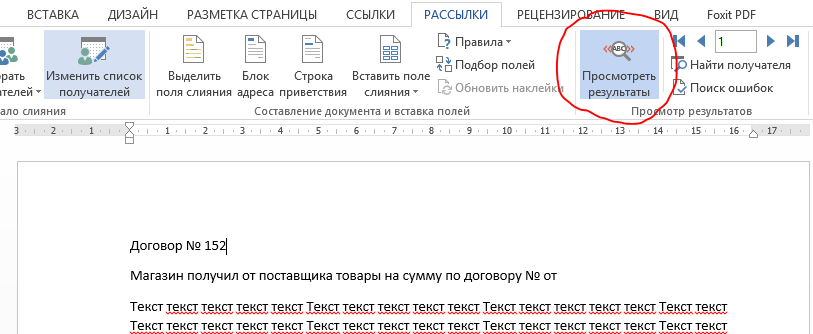 ВСТАВКА ДИЗАЙН РАЗМЕТКА СТРАНИЦЫ ССЫЛКИ РАССЫЛКИ РЕЦЕНЗИРОВАНИЕ ВИД Foxit PDF
Изменить список получателей
Выделить поля слияния
Блок адреса
Строка приветствия
Вставить поле слияния
Правила
Подбор полей
Обновить наклейки
ABC
Просмотреть результаты
1
Найти получателя
Поиск ошибок
ало слияния Составление документа и вставка полей Просмотр результатов
3 2 1 1 2 3 4 5 6 7 8 9 10 11 12 13 14 15 16 17
Договор № 152
Магазин получил от поставщика товары на сумму по договору № от
Текст текст текст текст текст Текст текст текст текст текст Текст текст текст текст текст Текст текст
Текст текст текст текст текст Текст текст текст текст текст Текст текст текст текст текст Текст текст